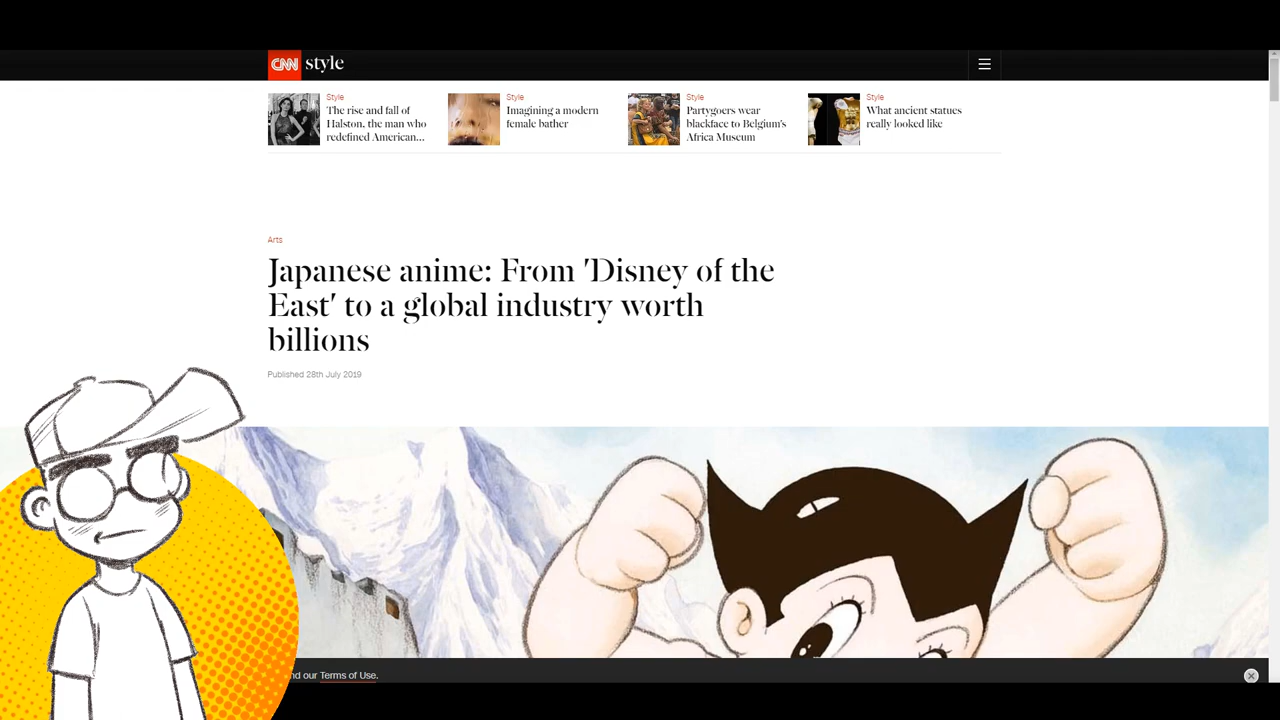 CNN style
Style
The rise and fall of
Halston, the man who
redefined American...
Style
Imagining a modern
female bather
Style
Partygoers wear
blackface to Belgium's
Africa Museum
Style
What ancient statues
really looked like
Arts
Japanese anime: From 'Disney of the
East' to a global industry worth
billions
Published 28th July 2019
nd our Terms of Use.